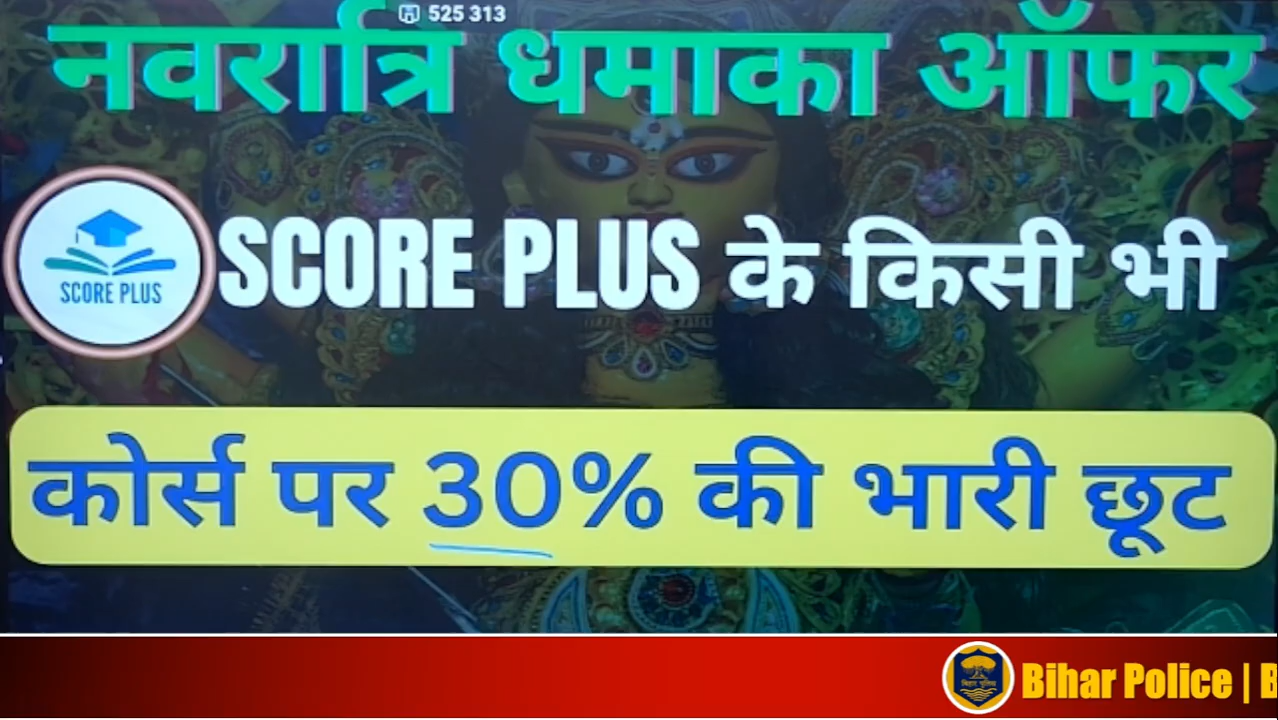 525 313
नवरात्रि धमाका ऑफर
SCORE PLUS
SCORE PLUS के किसी भी
कोर्स पर 30% की भारी छूट
बिहार पुलिस
Bihar Police | B